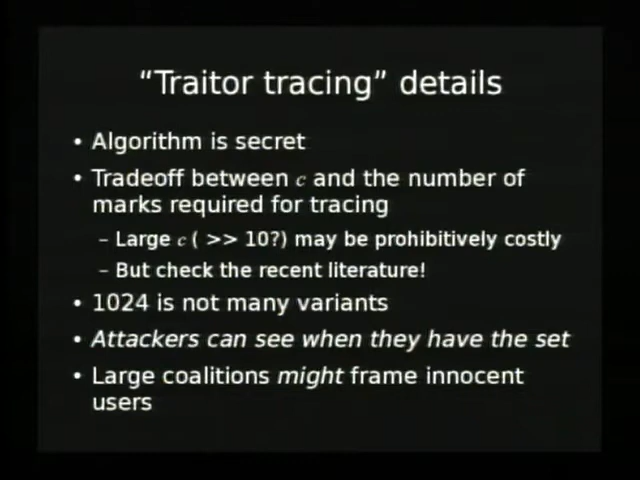 “Traitor tracing” details
• Algorithm is secret
• Tradeoff between c and the number of
marks required for tracing
– Large c ( >> 10?) may be prohibitively costly
– But check the recent literature!
• 1024 is not many variants
• Attackers can see when they have the set
• Large coalitions might frame innocent
users